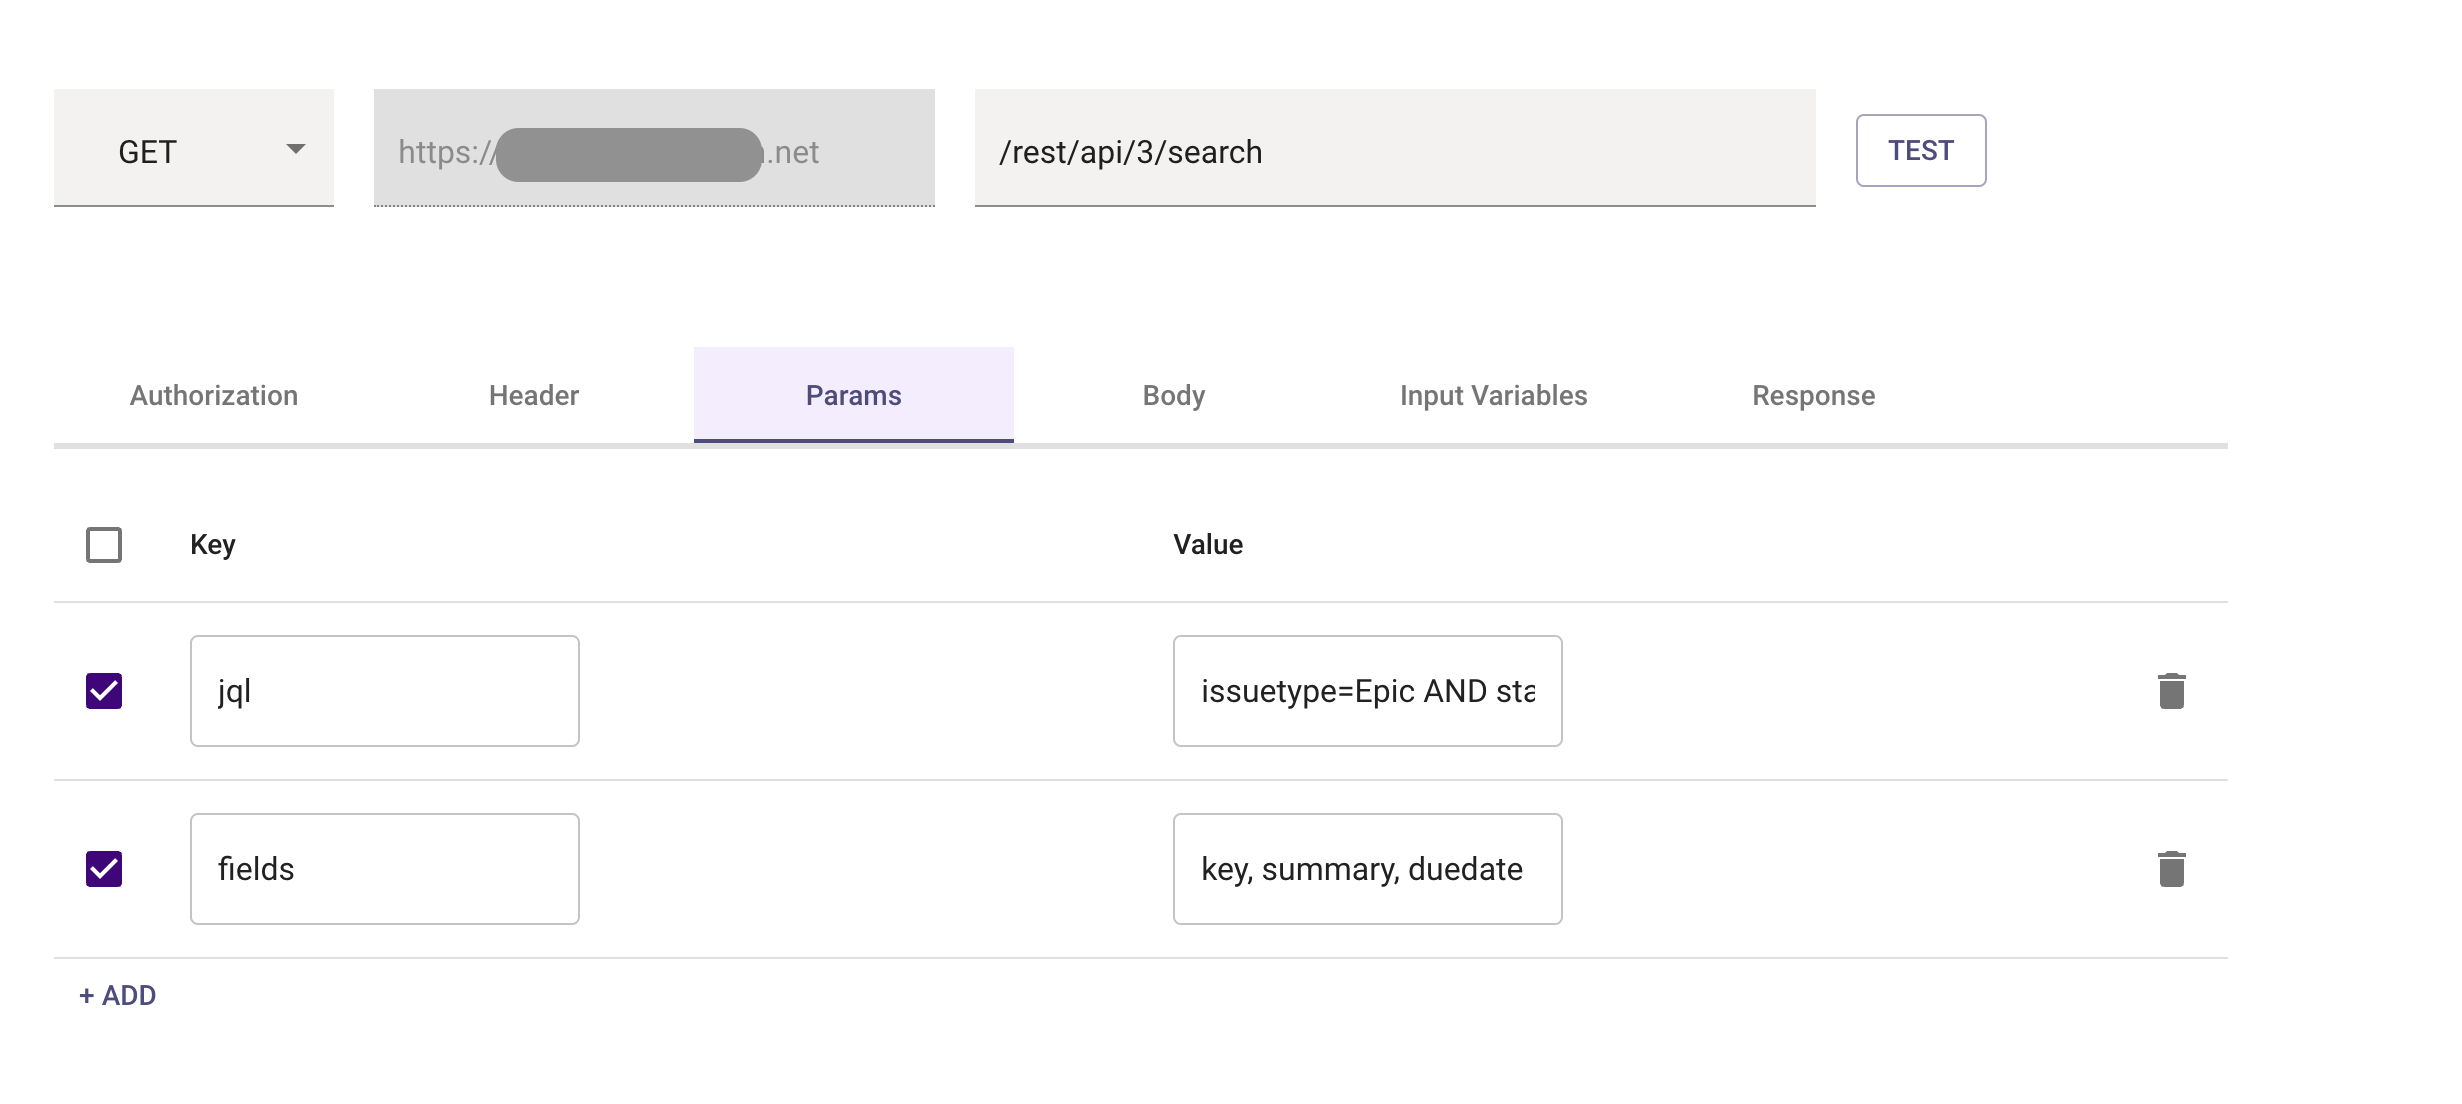 GET
https://
.net
/rest/api/3/search
TEST
Authorization
Header
Params
Body
Input Variables
Response
Key
Value
jql
issuetype=Epic AND sta
fields
key, summary, duedate
+ ADD